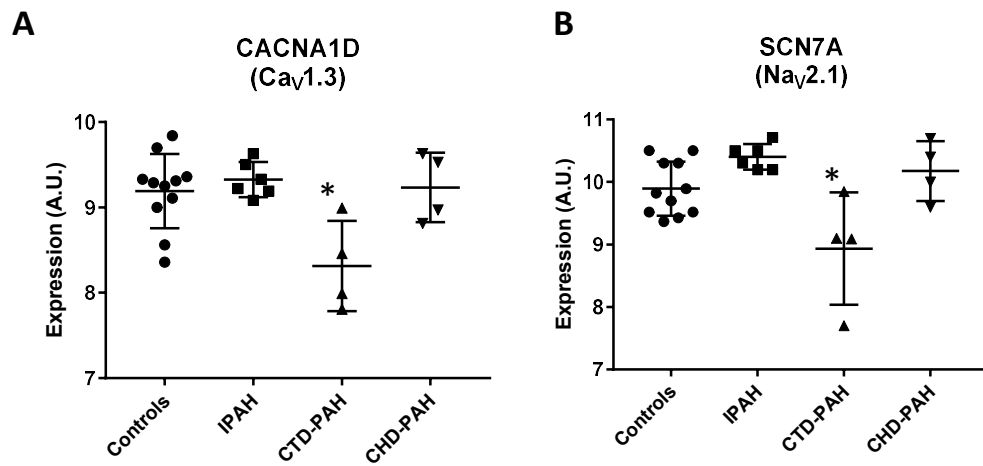 A
CACNA1D
(CaV1.3)
Expression (A.U.)
10
9
8
7
*
Controls
IPAH
CTD-PAH
CHD-PAH
B
SCN7A
(NaV2.1)
Expression (A.U.)
11
10
9
8
7
*
Controls
IPAH
CTD-PAH
CHD-PAH